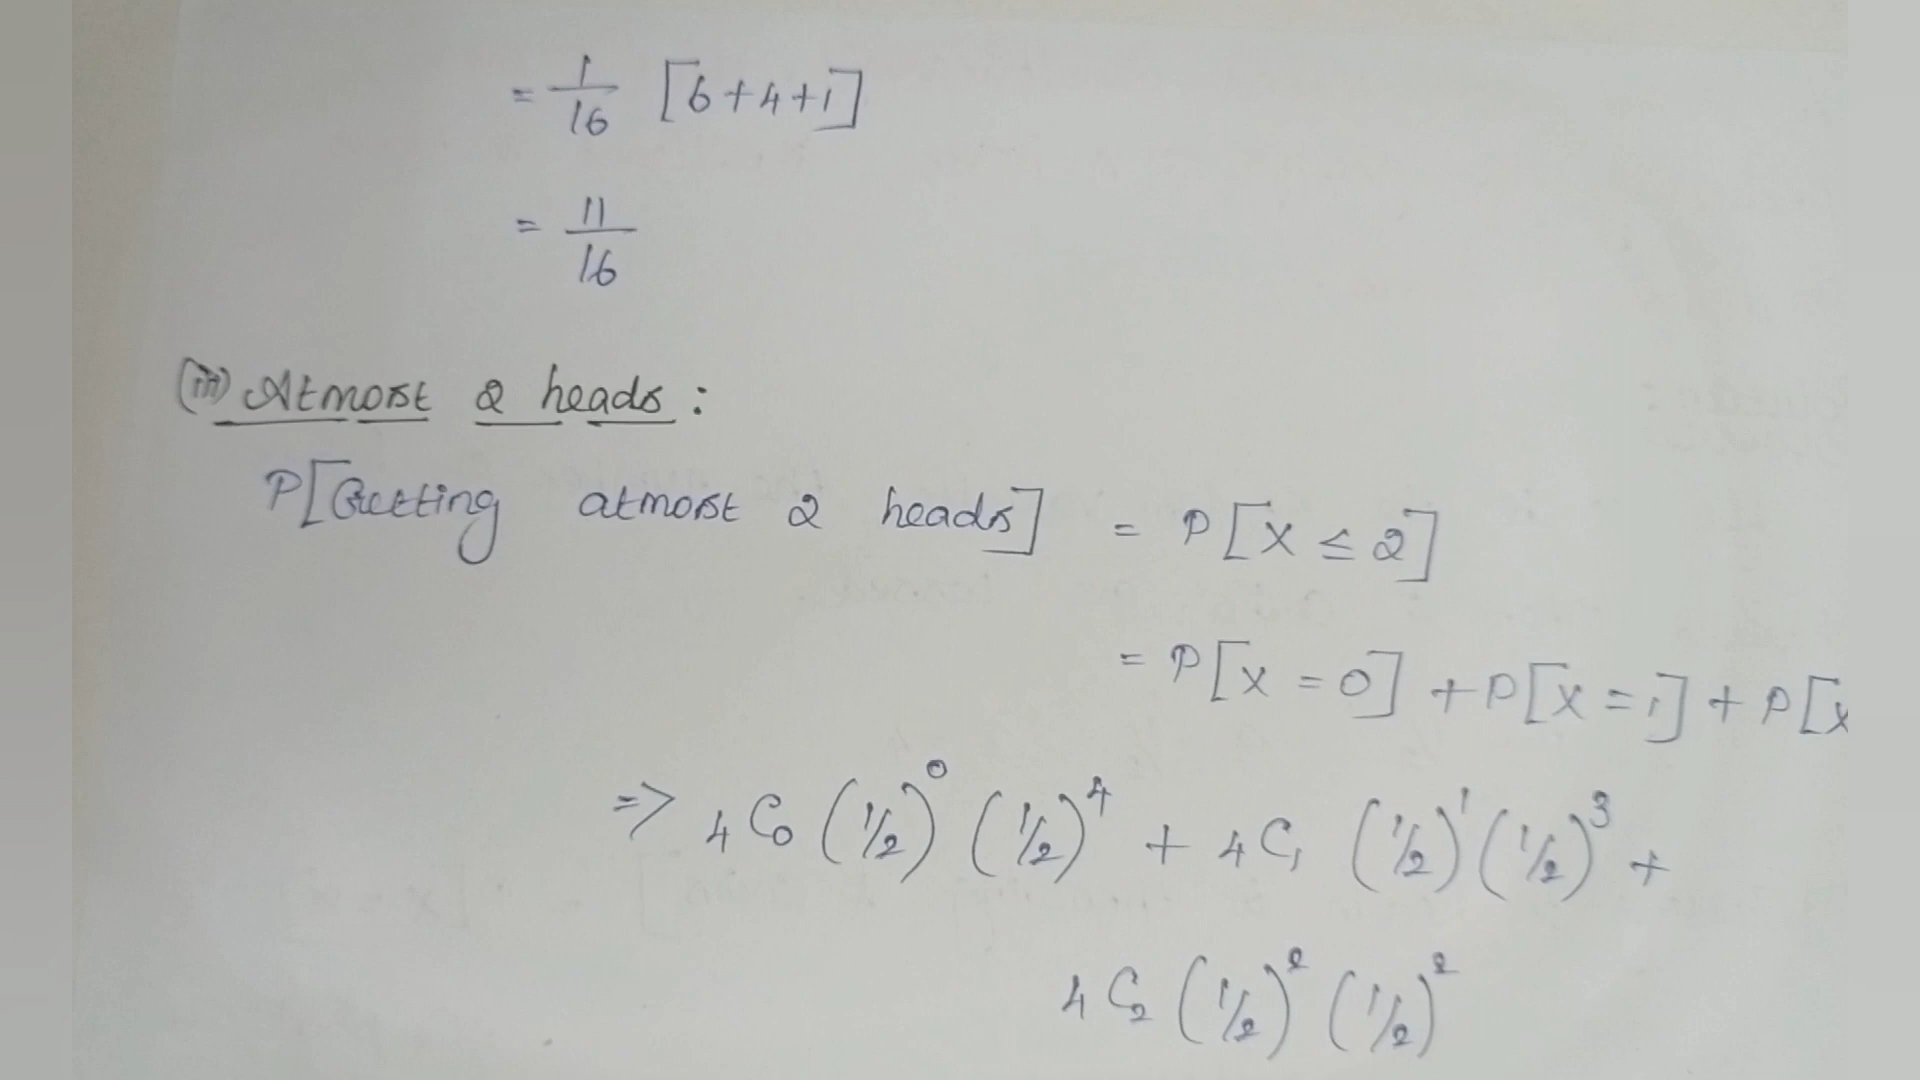 = 1/16 [6+4+1]
= 11/16
(iii) Atmost 2 heads :
P[Getting atmost 2 heads] = P[X ≤ 2]
= P[X = 0] + P[X = 1] + P[X
=> 4C₀ (1/2)⁰ (1/2)⁴ + 4C₁ (1/2)¹ (1/2)³ +
4C₂ (1/2)² (1/2)²